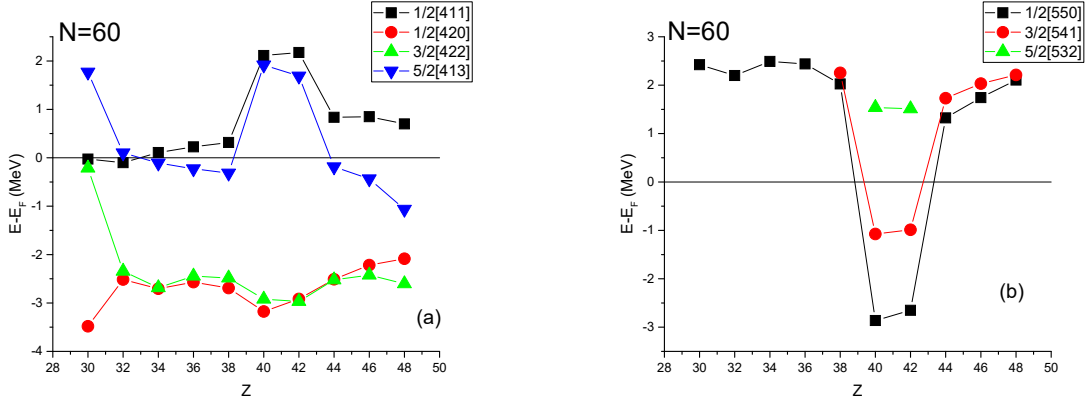 N=60
1/2[411]
1/2[420]
3/2[422]
5/2[413]
2
1
0
-1
-2
-3
-4
E-E_F (MeV)
(a)
28 30 32 34 36 38 40 42 44 46 48 50
Z
N=60
1/2[550]
3/2[541]
5/2[532]
3
2
1
0
-1
-2
-3
E-E_F (MeV)
(b)
28 30 32 34 36 38 40 42 44 46 48 50
Z